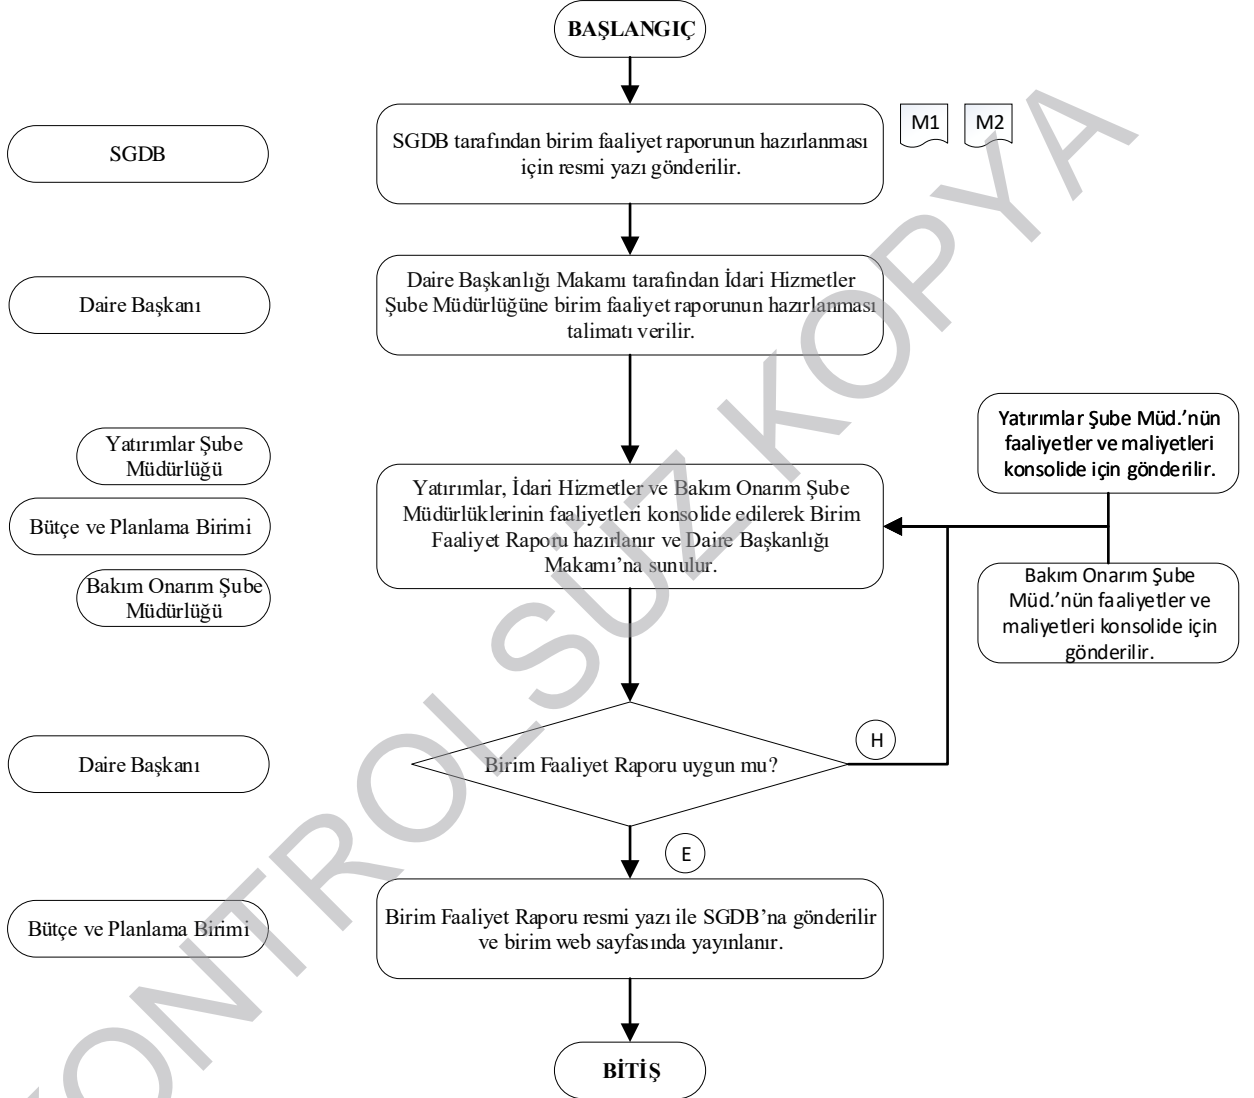 BAŞLANGIÇ
SGDB
SGDB tarafından birim faaliyet raporunun hazırlanması
için resmi yazı gönderilir.
M1
M2
Daire Başkanı
Daire Başkanlığı Makamı tarafından İdari Hizmetler
Şube Müdürlüğüne birim faaliyet raporunun hazırlanması
talimatı verilir.
Yatırımlar Şube
Müdürlüğü
Bütçe ve Planlama Birimi
Bakım Onarım Şube
Müdürlüğü
Yatırımlar, İdari Hizmetler ve Bakım Onarım Şube
Müdürlüklerinin faaliyetleri konsolide edilerek Birim
Faaliyet Raporu hazırlanır ve Daire Başkanlığı
Makamı’na sunulur.
Yatırımlar Şube Müd.’nün
faaliyetler ve maliyetleri
konsolide için gönderilir.
Bakım Onarım Şube
Müd.’nün faaliyetler ve
maliyetleri konsolide için
gönderilir.
Daire Başkanı
Birim Faaliyet Raporu uygun mu?
H
E
Bütçe ve Planlama Birimi
Birim Faaliyet Raporu resmi yazı ile SGDB’na gönderilir
ve birim web sayfasında yayınlanır.
BİTİŞ
KONTROLSÜZ KOPYA